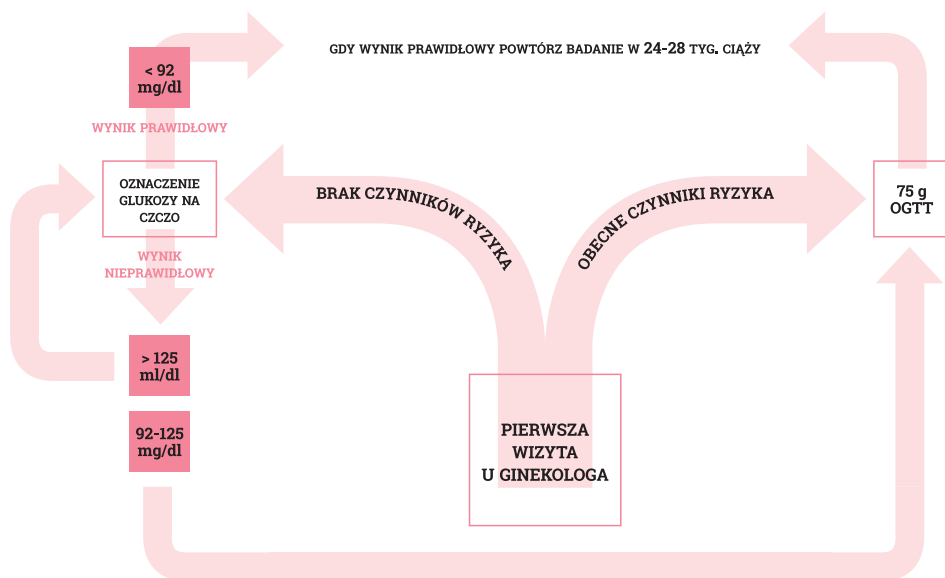 GDY WYNIK PRAWIDŁOWY POWTÓRZ BADANIE W 24-28 TYG. CIĄŻY
< 92
mg/dl
WYNIK PRAWIDŁOWY
OZNACZENIE
GLUKOZY NA
CZCZO
BRAK CZYNNIKÓW RYZYKA
OBECNE CZYNNIKI RYZYKA
75 g
OGTT
WYNIK
NIEPRAWIDŁOWY
> 125
ml/dl
92-125
mg/dl
PIERWSZA
WIZYTA
U GINEKOLOGA